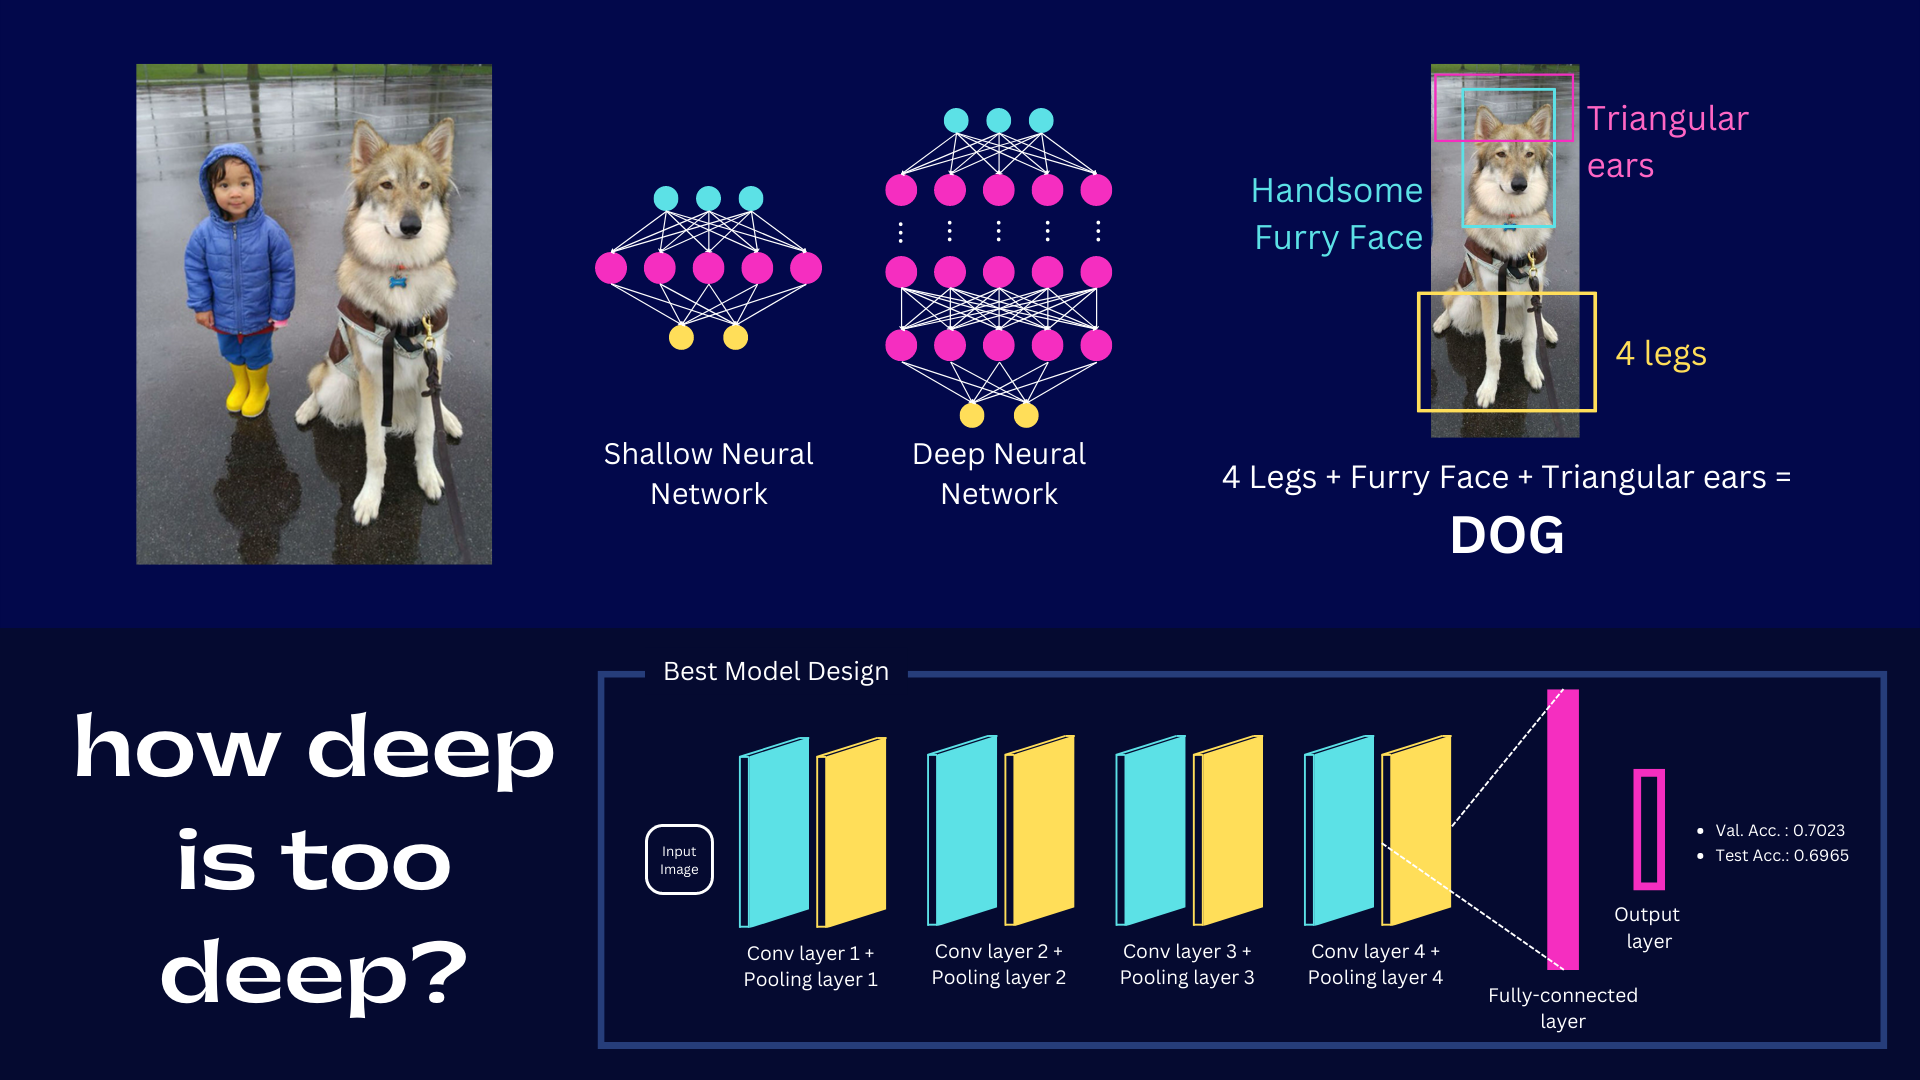 Triangular
ears
Handsome
Furry Face
4 legs
Shallow Neural
Network
Deep Neural
Network
4 Legs + Furry Face + Triangular ears =
DOG
how deep
is too
deep?
Best Model Design
Input
Image
Conv layer 1 +
Pooling layer 1
Conv layer 2 +
Pooling layer 2
Conv layer 3 +
Pooling layer 3
Conv layer 4 +
Pooling layer 4
Fully-connected
layer
Output
layer
• Val. Acc. : 0.7023
• Test Acc.: 0.6965